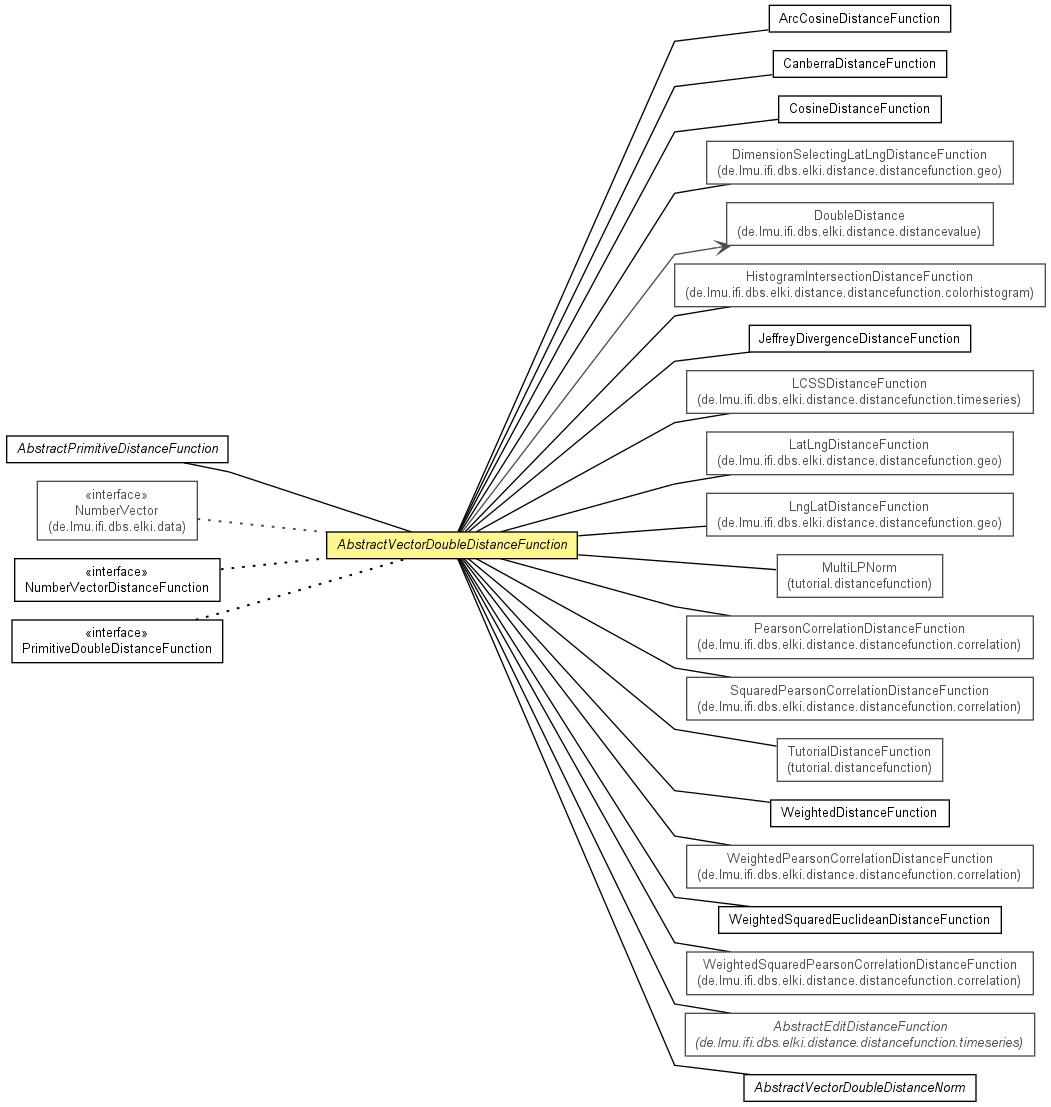 AbstractPrimitiveDistanceFunction
«interface»
NumberVector
(de.lmu.ifi.dbs.elki.data)
«interface»
NumberVectorDistanceFunction
«interface»
PrimitiveDoubleDistanceFunction
AbstractVectorDoubleDistanceFunction
ArcCosineDistanceFunction
CanberraDistanceFunction
CosineDistanceFunction
DimensionSelectingLatLngDistanceFunction
(de.lmu.ifi.dbs.elki.distance.distancefunction.geo)
DoubleDistance
(de.lmu.ifi.dbs.elki.distance.distancevalue)
HistogramIntersectionDistanceFunction
(de.lmu.ifi.dbs.elki.distance.distancefunction.colorhistogram)
JeffreyDivergenceDistanceFunction
LCSSDistanceFunction
(de.lmu.ifi.dbs.elki.distance.distancefunction.timeseries)
LatLngDistanceFunction
(de.lmu.ifi.dbs.elki.distance.distancefunction.geo)
LngLatDistanceFunction
(de.lmu.ifi.dbs.elki.distance.distancefunction.geo)
MultiLPNorm
(tutorial.distancefunction)
PearsonCorrelationDistanceFunction
(de.lmu.ifi.dbs.elki.distance.distancefunction.correlation)
SquaredPearsonCorrelationDistanceFunction
(de.lmu.ifi.dbs.elki.distance.distancefunction.correlation)
TutorialDistanceFunction
(tutorial.distancefunction)
WeightedDistanceFunction
WeightedPearsonCorrelationDistanceFunction
(de.lmu.ifi.dbs.elki.distance.distancefunction.correlation)
WeightedSquaredEuclideanDistanceFunction
WeightedSquaredPearsonCorrelationDistanceFunction
(de.lmu.ifi.dbs.elki.distance.distancefunction.correlation)
AbstractEditDistanceFunction
(de.lmu.ifi.dbs.elki.distance.distancefunction.timeseries)
AbstractVectorDoubleDistanceNorm